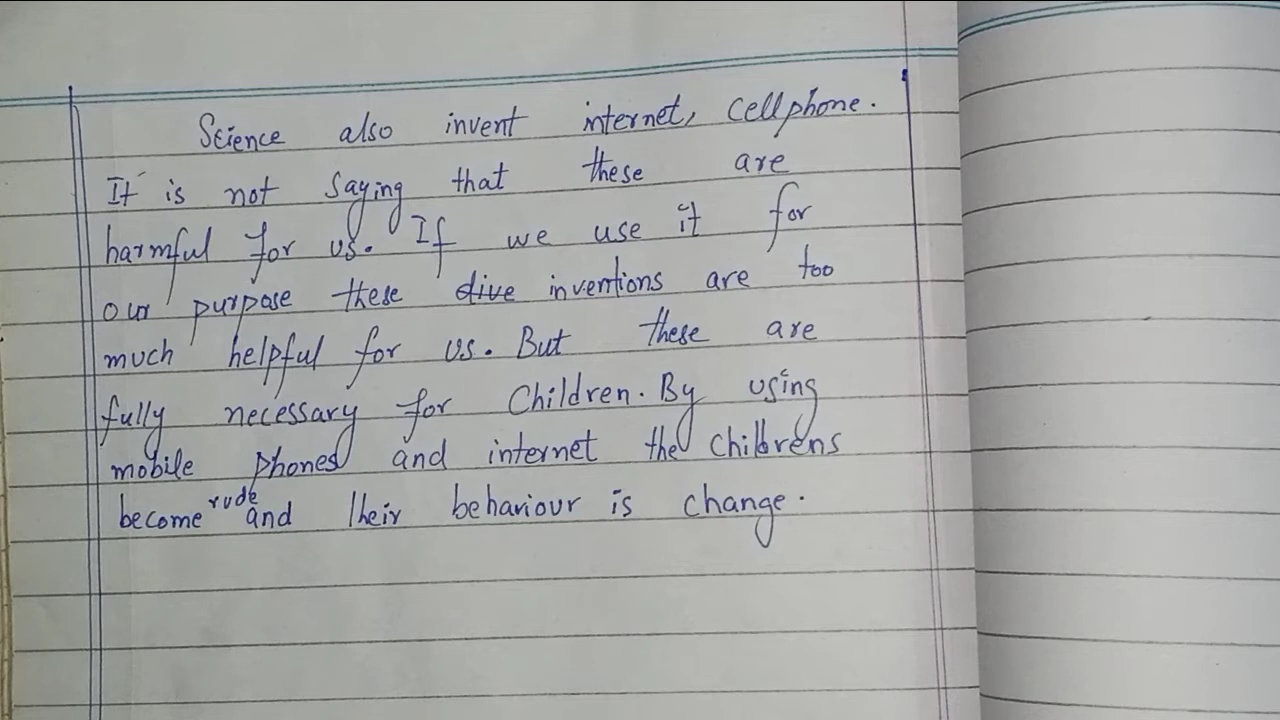 Science also invent internet, Cellphone.
It is not saying that these are
harmful for us. If we use it for
our purpose these dive inventions are too
much helpful for us. But these are
fully necessary for Children. By using
mobile phones and internet the Childrens
become rude and their behaviour is change.